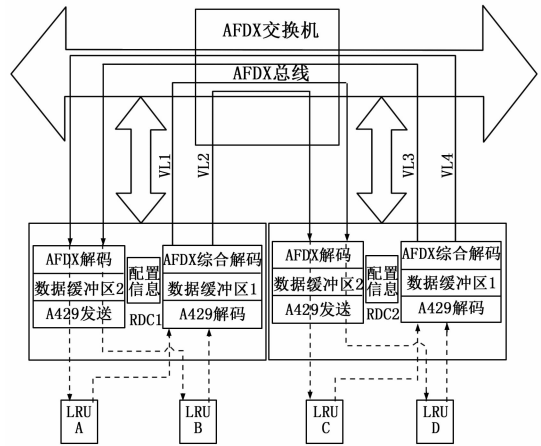 AFDX交换机
AFDX总线
VL1
VL2
VL3
VL4
AFDX解码
数据缓冲区2
A429发送
配置
信息
RDC1
AFDX综合解码
数据缓冲区1
A429解码
AFDX解码
数据缓冲区2
A429发送
配置
信息
RDC2
AFDX综合解码
数据缓冲区1
A429解码
LRU
A
LRU
B
LRU
C
LRU
D